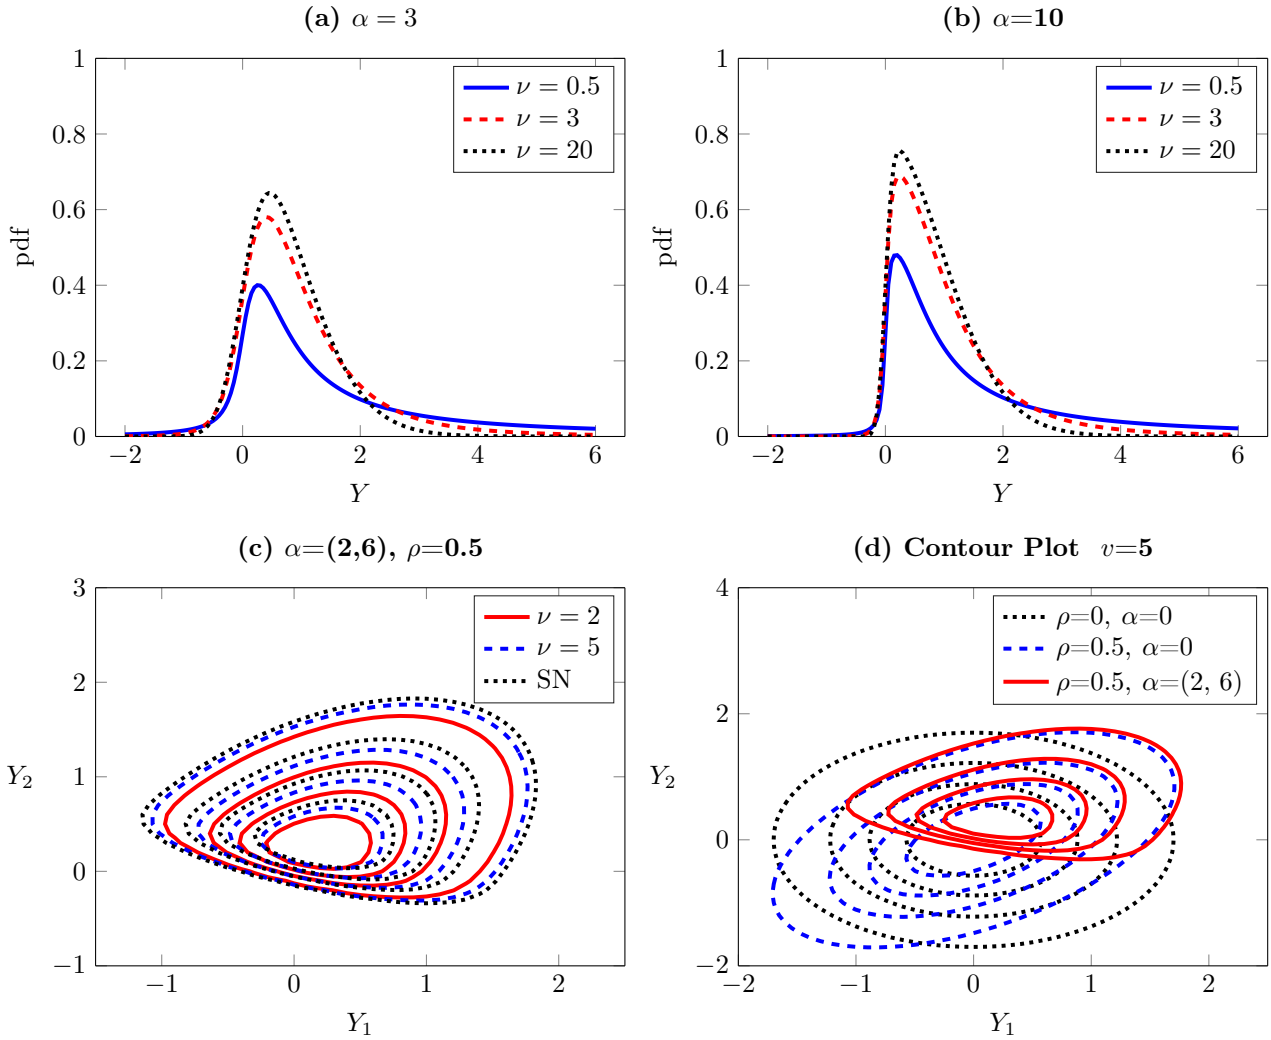 (a) α = 3
1
0.8
0.6
0.4
0.2
0
pdf
−2 0 2 4 6
Y
ν = 0.5
ν = 3
ν = 20
(b) α=10
1
0.8
0.6
0.4
0.2
0
pdf
−2 0 2 4 6
Y
ν = 0.5
ν = 3
ν = 20
(c) α=(2,6), ρ=0.5
3
2
1
0
−1
Y2
−1 0 1 2
Y1
ν = 2
ν = 5
SN
(d) Contour Plot v=5
4
2
0
−2
Y2
−2 −1 0 1 2
Y1
ρ=0, α=0
ρ=0.5, α=0
ρ=0.5, α=(2, 6)